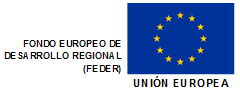 FONDO EUROPEO DE
DESARROLLO REGIONAL
(FEDER)
UNIÓN EUROPEA